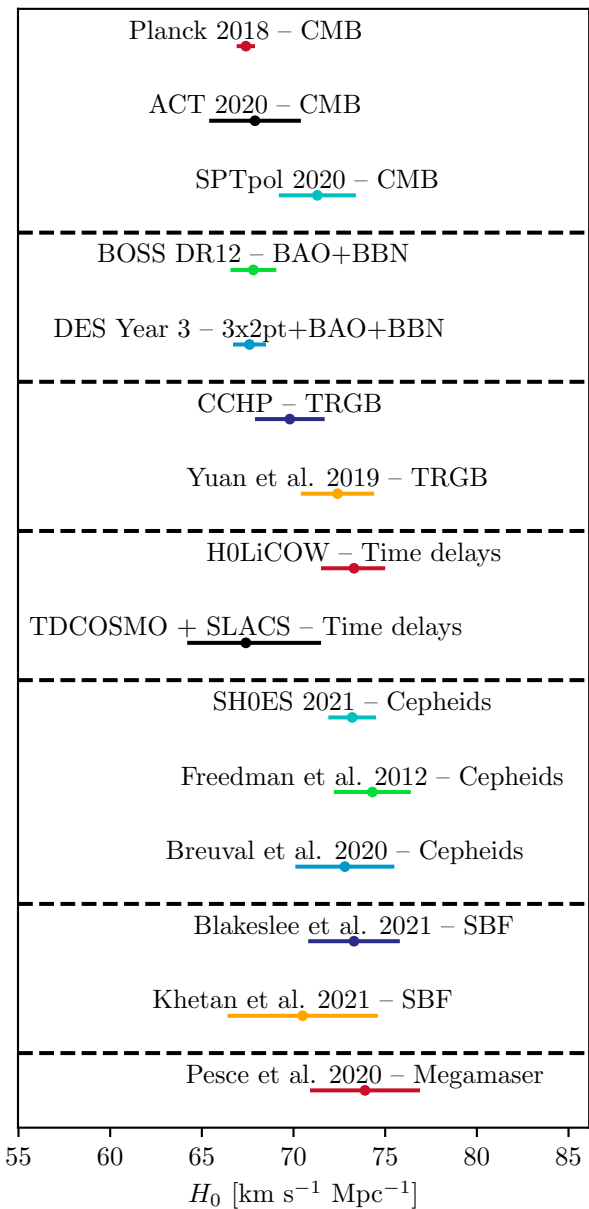 Planck 2018 – CMB
ACT 2020 – CMB
SPTpol 2020 – CMB
BOSS DR12 – BAO+BBN
DES Year 3 – 3x2pt+BAO+BBN
CCHP – TRGB
Yuan et al. 2019 – TRGB
H0LiCOW – Time delays
TDCOSMO + SLACS – Time delays
SH0ES 2021 – Cepheids
Freedman et al. 2012 – Cepheids
Breuval et al. 2020 – Cepheids
Blakeslee et al. 2021 – SBF
Khetan et al. 2021 – SBF
Pesce et al. 2020 – Megamaser
55 60 65 70 75 80 85
H₀ [km s⁻¹ Mpc⁻¹]